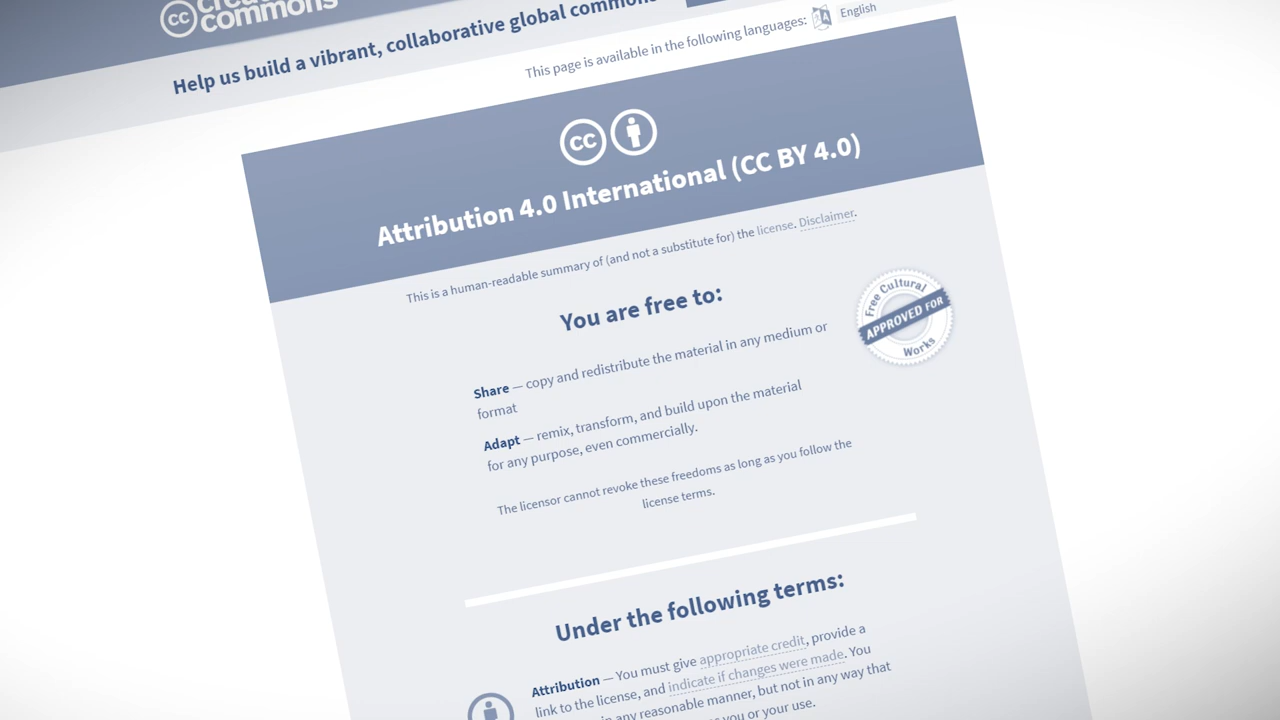 creative
commons
Help us build a vibrant, collaborative global commons
This page is available in the following languages: English
cc
Attribution 4.0 International (CC BY 4.0)
This is a human-readable summary of (and not a substitute for) the license. Disclaimer.
You are free to:
Free Cultural
APPROVED FOR
Works
Share — copy and redistribute the material in any medium or
format
Adapt — remix, transform, and build upon the material
for any purpose, even commercially.
The licensor cannot revoke these freedoms as long as you follow the
license terms.
Under the following terms:
Attribution — You must give appropriate credit, provide a
link to the license, and indicate if changes were made. You
in any reasonable manner, but not in any way that
you or your use.